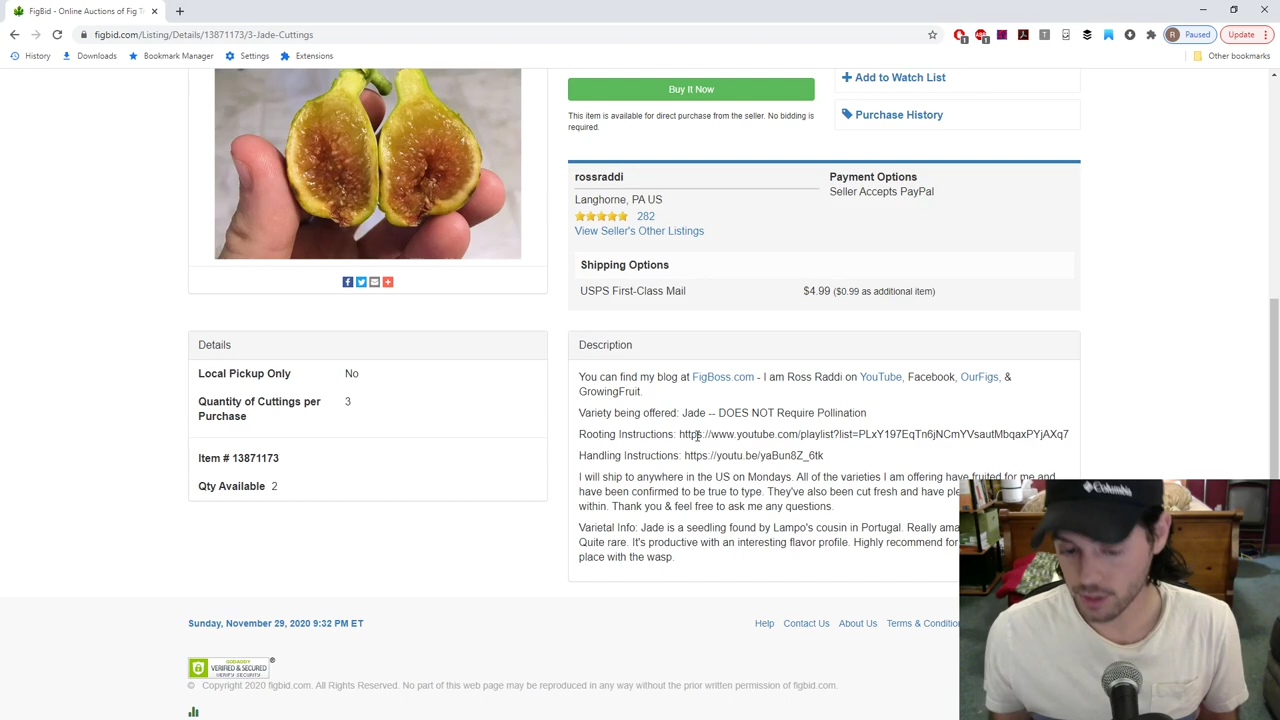 FigBid - Online Auctions of Fig Tr
figbid.com/Listing/Details/13871173/3-Jade-Cuttings
R Paused
Update
History
Downloads
Bookmark Manager
Settings
Extensions
Other bookmarks
Buy It Now
This item is available for direct purchase from the seller. No bidding is
required.
Add to Watch List
Purchase History
rossraddi
Langhorne, PA US
282
View Seller's Other Listings
Payment Options
Seller Accepts PayPal
Shipping Options
USPS First-Class Mail
$4.99 ($0.99 as additional item)
Details
Local Pickup Only No
Quantity of Cuttings per 3
Purchase
Item # 13871173
Qty Available 2
Description
You can find my blog at FigBoss.com - I am Ross Raddi on YouTube, Facebook, OurFigs, &
GrowingFruit.
Variety being offered: Jade -- DOES NOT Require Pollination
Rooting Instructions: https://www.youtube.com/playlist?list=PLxY197EqTn6jNCmYVsautMbqaxPYjAXq7
Handling Instructions: https://youtu.be/yaBun8Z_6tk
I will ship to anywhere in the US on Mondays. All of the varieties I am offering have fruited for me and
have been confirmed to be true to type. They've also been cut fresh and have
within. Thank you & feel free to ask me any questions.
Varietal Info: Jade is a seedling found by Lampo's cousin in Portugal. Really
Quite rare. It's productive with an interesting flavor profile. Highly recommend for
place with the wasp.
Sunday, November 29, 2020 9:32 PM ET
Help
Contact Us
About Us
Terms &
GODADDY
VERIFIED & SECURED
VERIFY SECURITY
© Copyright 2020 figbid.com. All Rights Reserved. No part of this web page may be reproduced in any way without the prior written permission of figbid.com.
Columbia